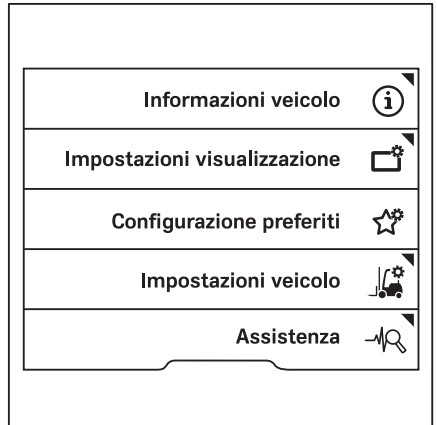 Informazioni veicolo
Impostazioni visualizzazione
Configurazione preferiti
Impostazioni veicolo
Assistenza